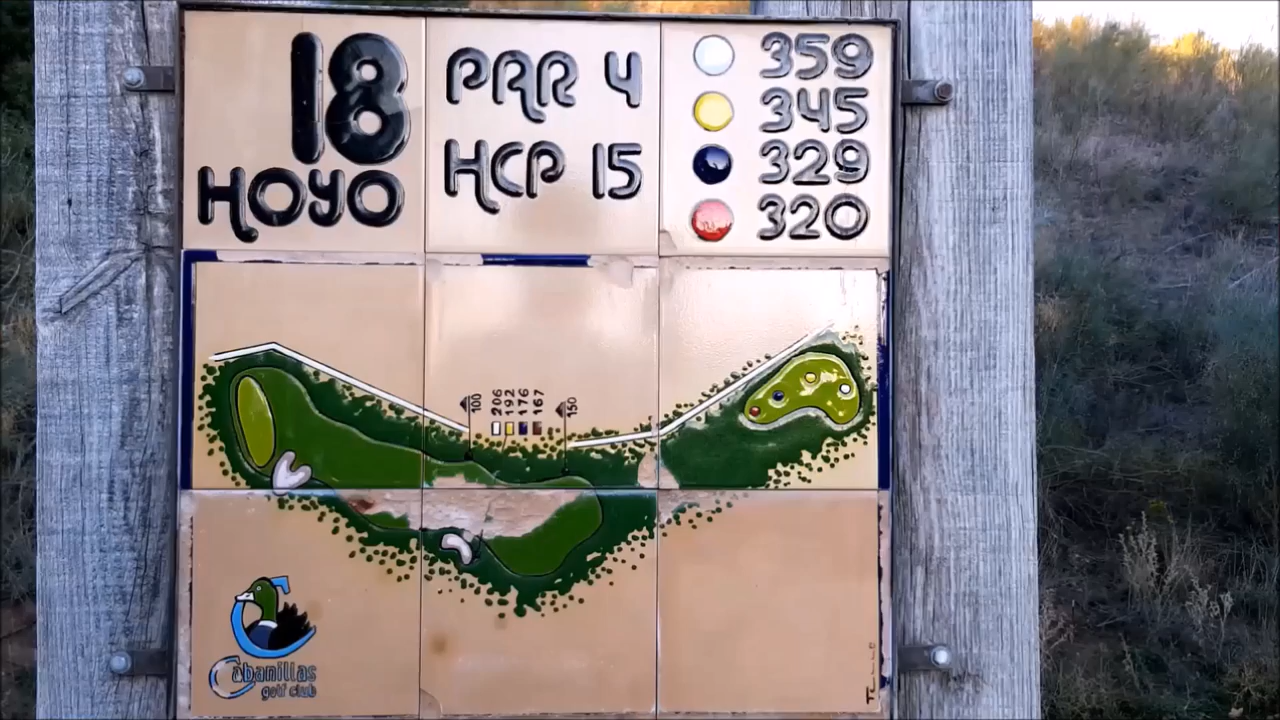 18
HOYO
PAR 4
HCP 15
359
345
329
320
100
206
192
176
167
150
Cabanillas
golf club